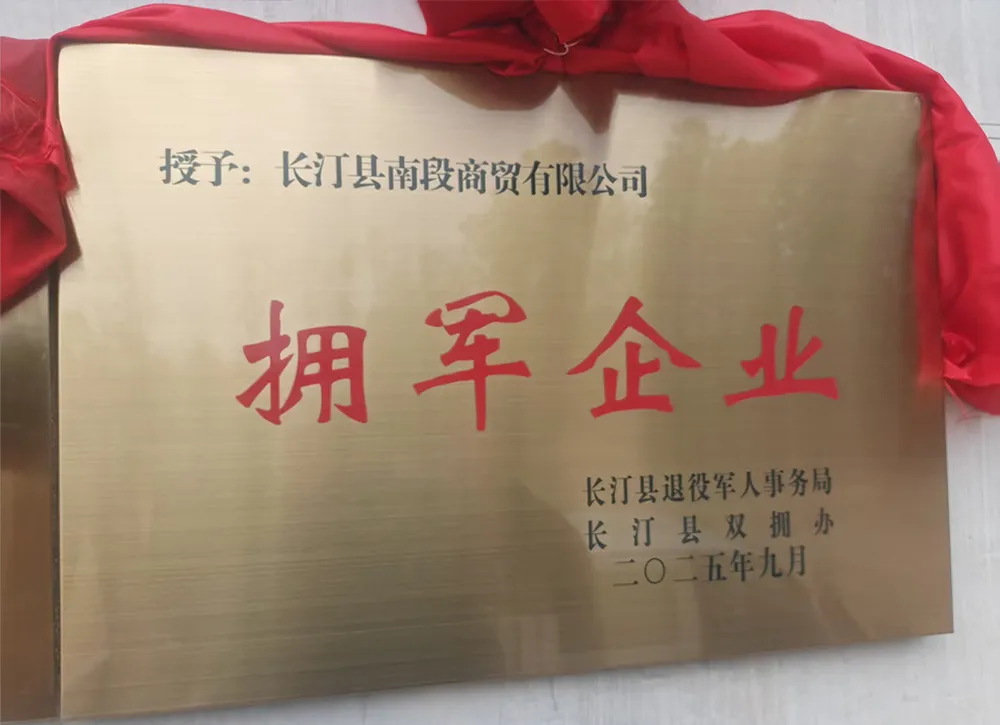 授予：长汀县南段商贸有限公司
拥军企业
长汀县退役军人事务局
长汀县双拥办
二〇二五年九月